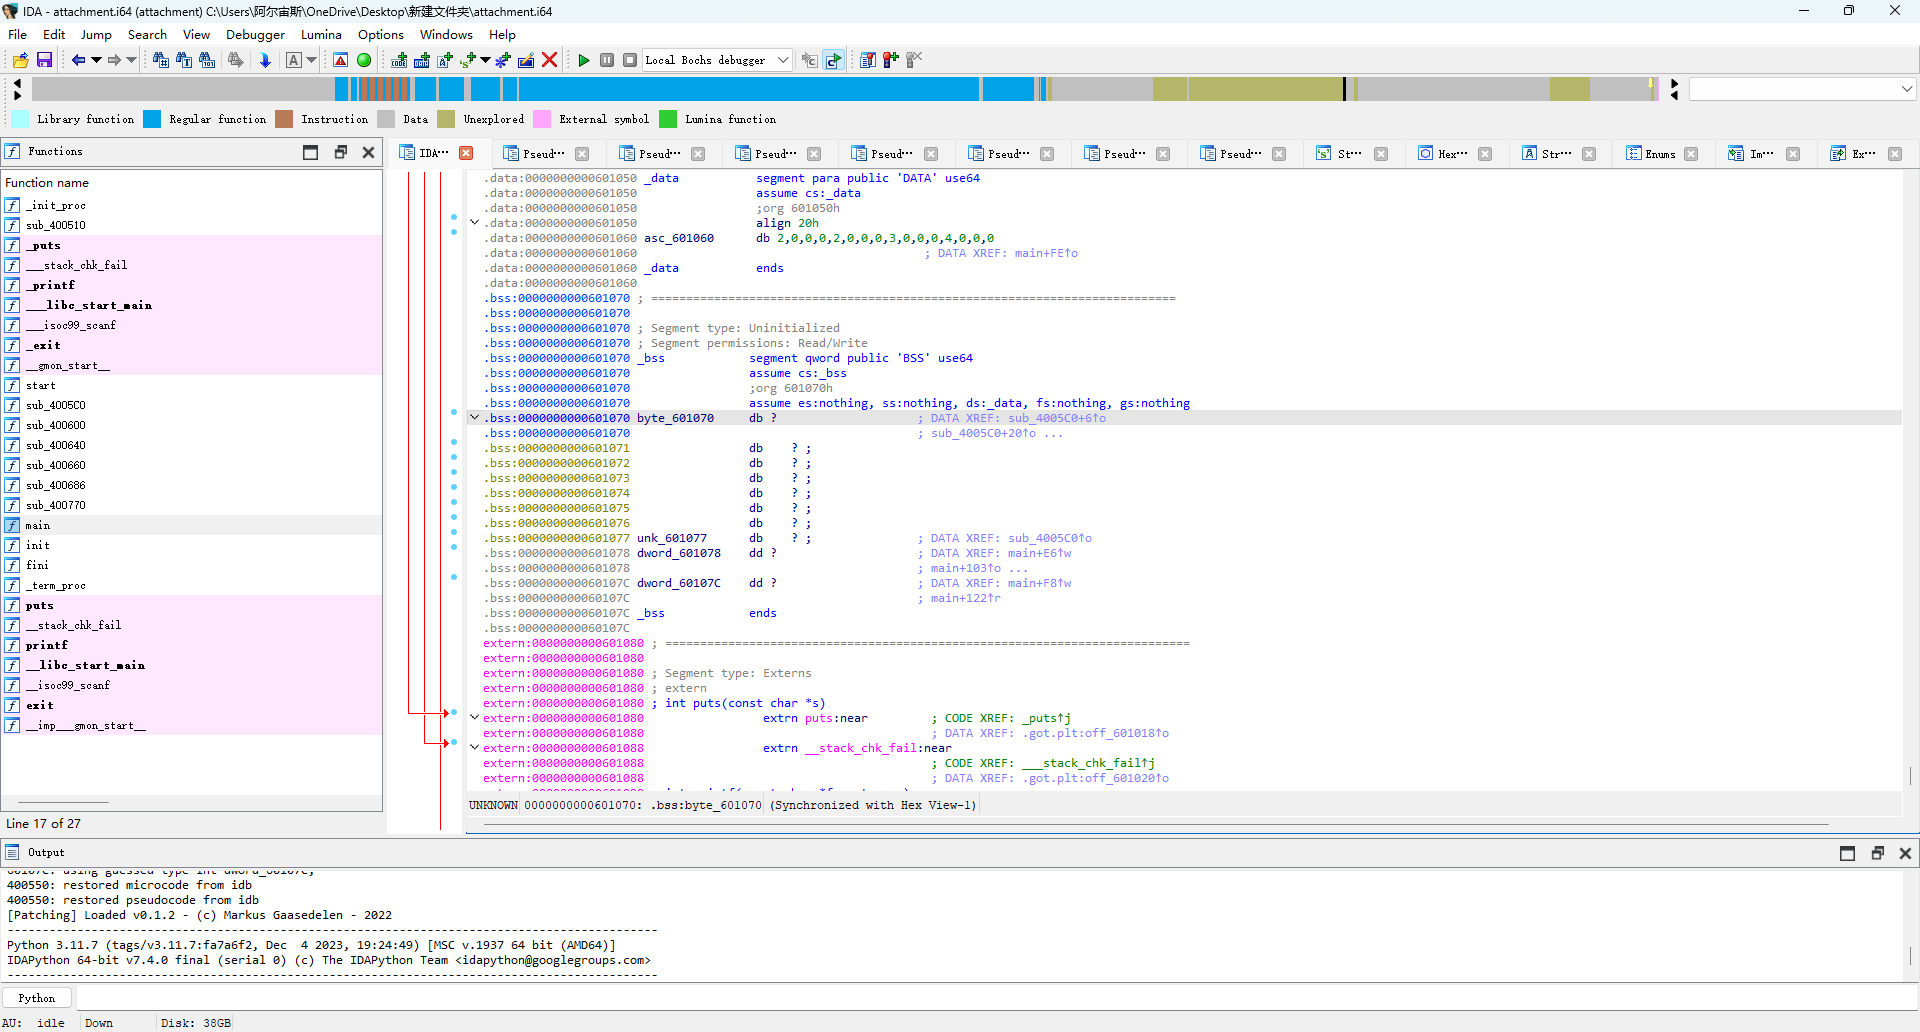 IDA - attachment.i64 (attachment) C:\Users\阿尔宙斯\OneDrive\Desktop\新建文件夹\attachment.i64
File Edit Jump Search View Debugger Lumina Options Windows Help
Local Bochs debugger
Library function Regular function Instruction Data Unexplored External symbol Lumina function
Functions
IDA… Pseud… Pseud… Pseud… Pseud… Pseud… Pseud… Pseud… St… Hex… Str… Enums Im… Ex…
Function name
_init_proc
sub_400510
_puts
___stack_chk_fail
_printf
___libc_start_main
___isoc99_scanf
_exit
__gmon_start__
start
sub_4005C0
sub_400600
sub_400640
sub_400660
sub_400686
sub_400770
main
init
fini
_term_proc
puts
__stack_chk_fail
printf
__libc_start_main
__isoc99_scanf
exit
__imp___gmon_start__
Line 17 of 27
.data:0000000000601050 _data segment para public 'DATA' use64
.data:0000000000601050 assume cs:_data
.data:0000000000601050 ;org 601050h
.data:0000000000601050 align 20h
.data:0000000000601060 asc_601060 db 2,0,0,0,2,0,0,0,3,0,0,0,4,0,0,0
.data:0000000000601060 ; DATA XREF: main+FE↑o
.data:0000000000601060 _data ends
.data:0000000000601060
.bss:0000000000601070 ; ===========================================================================
.bss:0000000000601070
.bss:0000000000601070 ; Segment type: Uninitialized
.bss:0000000000601070 ; Segment permissions: Read/Write
.bss:0000000000601070 _bss segment qword public 'BSS' use64
.bss:0000000000601070 assume cs:_bss
.bss:0000000000601070 ;org 601070h
.bss:0000000000601070 assume es:nothing, ss:nothing, ds:_data, fs:nothing, gs:nothing
.bss:0000000000601070 byte_601070 db ? ; DATA XREF: sub_4005C0+6↑o
.bss:0000000000601070 ; sub_4005C0+20↑o ...
.bss:0000000000601071 db ? ;
.bss:0000000000601072 db ? ;
.bss:0000000000601073 db ? ;
.bss:0000000000601074 db ? ;
.bss:0000000000601075 db ? ;
.bss:0000000000601076 db ? ;
.bss:0000000000601077 unk_601077 db ? ; ; DATA XREF: sub_4005C0↑o
.bss:0000000000601078 dword_601078 dd ? ; DATA XREF: main+E6↑w
.bss:0000000000601078 ; main+103↑o ...
.bss:000000000060107C dword_60107C dd ? ; DATA XREF: main+F8↑w
.bss:000000000060107C ; main+122↑r
.bss:000000000060107C _bss ends
.bss:000000000060107C
extern:0000000000601080 ; ===========================================================================
extern:0000000000601080
extern:0000000000601080 ; Segment type: Externs
extern:0000000000601080 ; extern
extern:0000000000601080 ; int puts(const char *s)
extern:0000000000601080 extrn puts:near ; CODE XREF: _puts↑j
extern:0000000000601080 ; DATA XREF: .got.plt:off_601018↑o
extern:0000000000601088 extrn __stack_chk_fail:near
extern:0000000000601088 ; CODE XREF: ___stack_chk_fail↑j
extern:0000000000601088 ; DATA XREF: .got.plt:off_601020↑o
UNKNOWN 0000000000601070: .bss:byte_601070 (Synchronized with Hex View-1)
Output
60107C: using guessed type int dword_60107C;
400550: restored microcode from idb
400550: restored pseudocode from idb
[Patching] Loaded v0.1.2 - (c) Markus Gaasedelen - 2022
---------------------------------------------------------------------------------------------
Python 3.11.7 (tags/v3.11.7:fa7a6f2, Dec  4 2023, 19:24:49) [MSC v.1937 64 bit (AMD64)]
IDAPython 64-bit v7.4.0 final (serial 0) (c) The IDAPython Team <idapython@googlegroups.com>
---------------------------------------------------------------------------------------------
Python
AU: idle Down Disk: 38GB